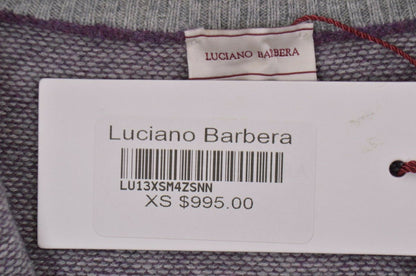 LUCIANO BARBERA
Luciano Barbera
LU13XSM4ZSNN
XS $995.00